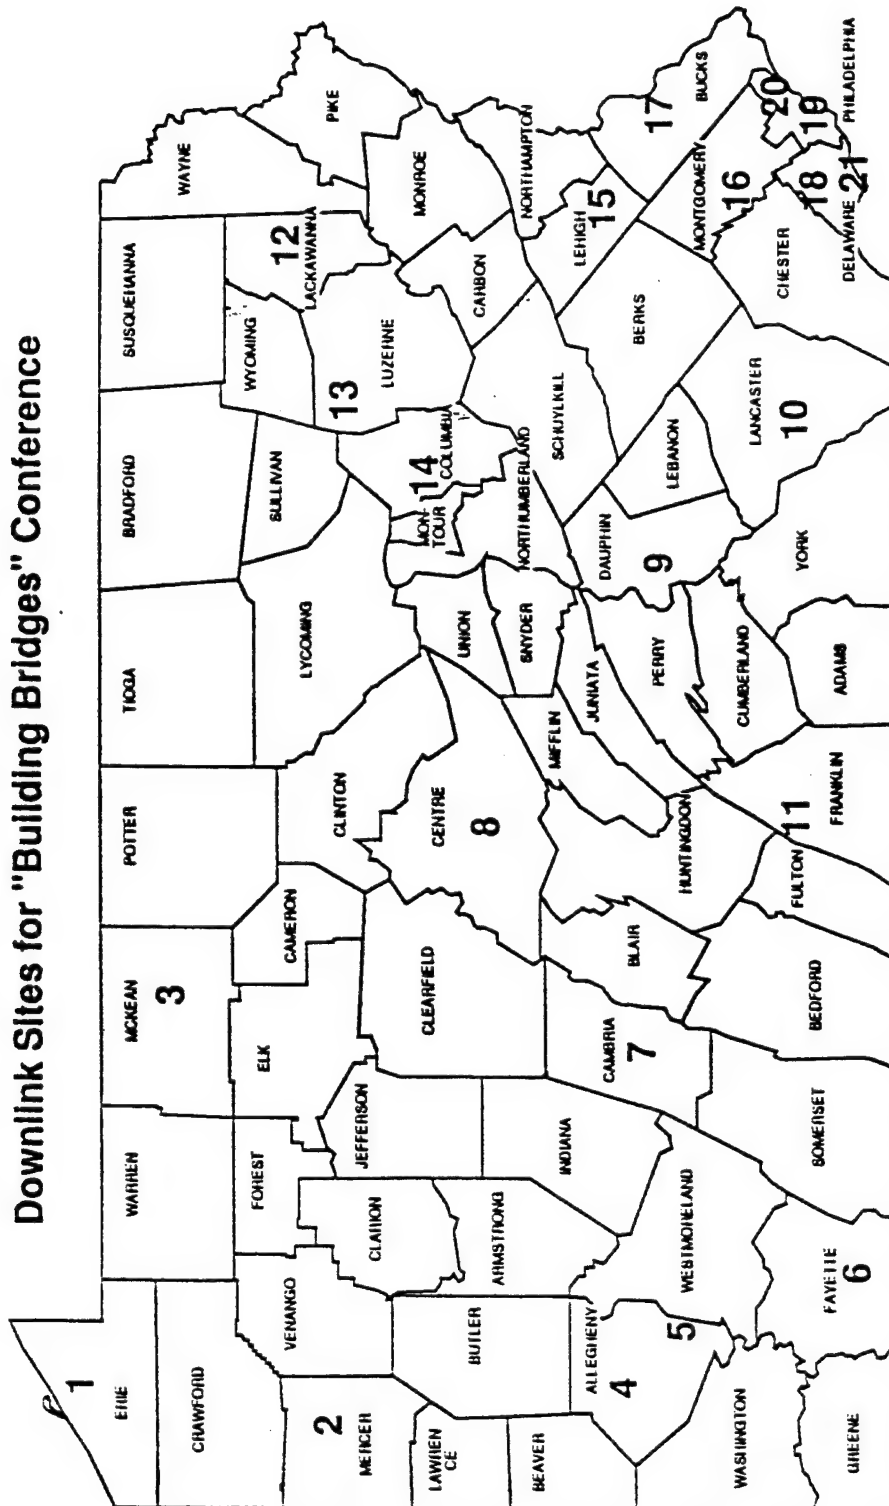 Downlink Sites for "Building Bridges" Conference
1
ERIE
CRAWFORD
WARREN
MCKEAN
3
POTTER
TIOGA
BRADFORD
SUSQUEHANNA
WAYNE
2
MERCER
VENANGO
FOREST
ELK
CAMERON
CLINTON
LYCOMING
SULLIVAN
WYOMING
12
LACKAWANNA
PIKE
LAWREN
CE
BUTLER
CLARION
JEFFERSON
CLEARFIELD
CENTRE
8
UNION
MON-
TOUR
14
COLUMBIA
13
LUZERNE
MONROE
BEAVER
ALLEGHENY
4
5
ARMSTRONG
INDIANA
CAMBRIA
7
BLAIR
HUNTINGDON
MIFFLIN
JUNIATA
SNYDER
NORTHUMBERLAND
SCHUYLKILL
CARBON
NORTHAMPTON
WASHINGTON
WESTMORELAND
PERRY
DAUPHIN
9
LEBANON
BERKS
LEHIGH
15
17
BUCKS
GREENE
FAYETTE
6
SOMERSET
BEDFORD
FULTON
11
FRANKLIN
CUMBERLAND
ADAMS
YORK
LANCASTER
10
CHESTER
MONTGOMERY
16
18
DELAWARE
21
19
20
PHILADELPHIA